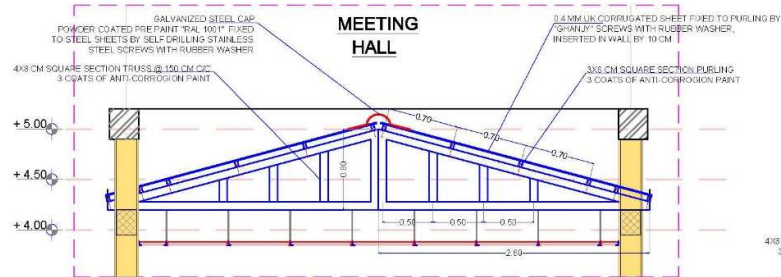 GALVANIZED STEEL CAP
POWDER COATED PRE PAINT "RAL 1001" FIXED
TO STEEL SHEETS BY SELF DRILLING STAINLESS
STEEL SCREWS WITH RUBBER WASHER
MEETING
HALL
0.4 MM UK CORRUGATED SHEET FIXED TO PURLING BY
"GHANJY" SCREWS WITH RUBBER WASHER,
INSERTED IN WALL BY 10 CM
4X8 CM SQUARE SECTION TRUSS @ 150 CM C/C
3 COATS OF ANTI-CORROGION PAINT
3X6 CM SQUARE SECTION PURLING
3 COATS OF ANTI-CORROGION PAINT
0.70
0.70
0.70
+ 5.00
+ 4.50
+ 4.00
0.50
0.50
0.50
2.60
4X8
3